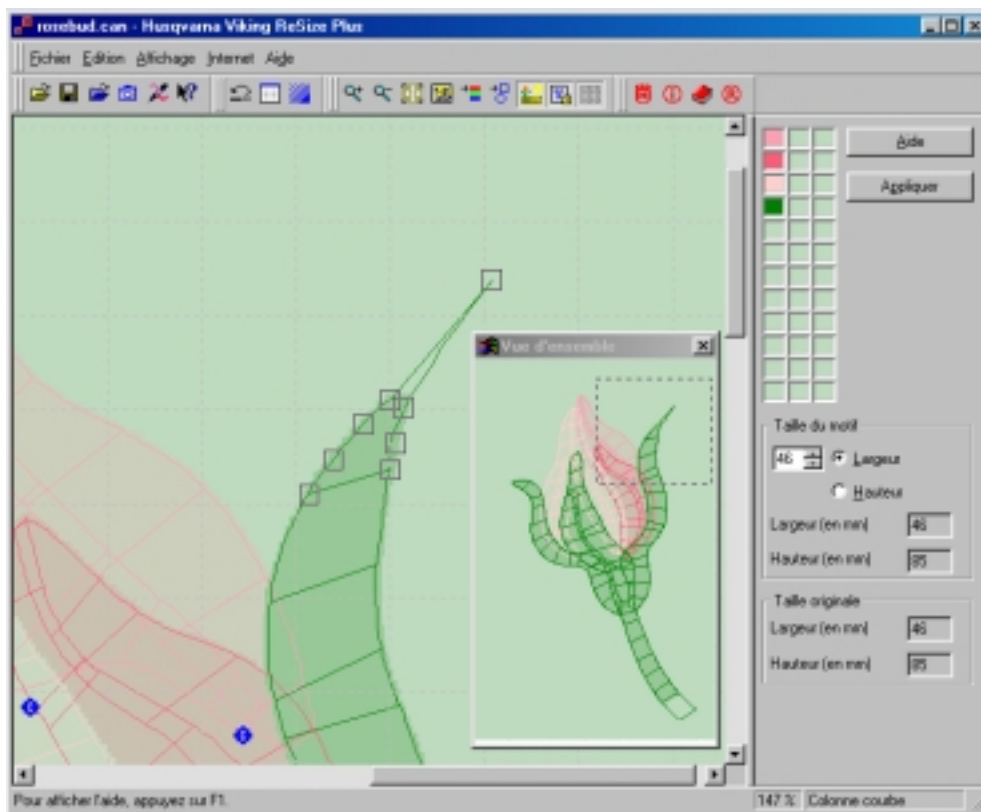 rosebud.can - Husqvarna Viking ReSize Plus
Fichier Edition Affichage Internet Aide
Aide
Appliquer
Vue d'ensemble
Taille du motif
46 Largeur
Hauteur
Largeur (en mm) 46
Hauteur (en mm) 85
Taille originale
Largeur (en mm) 46
Hauteur (en mm) 85
Pour afficher l'aide, appuyez sur F1.
147 % Colonne courbe